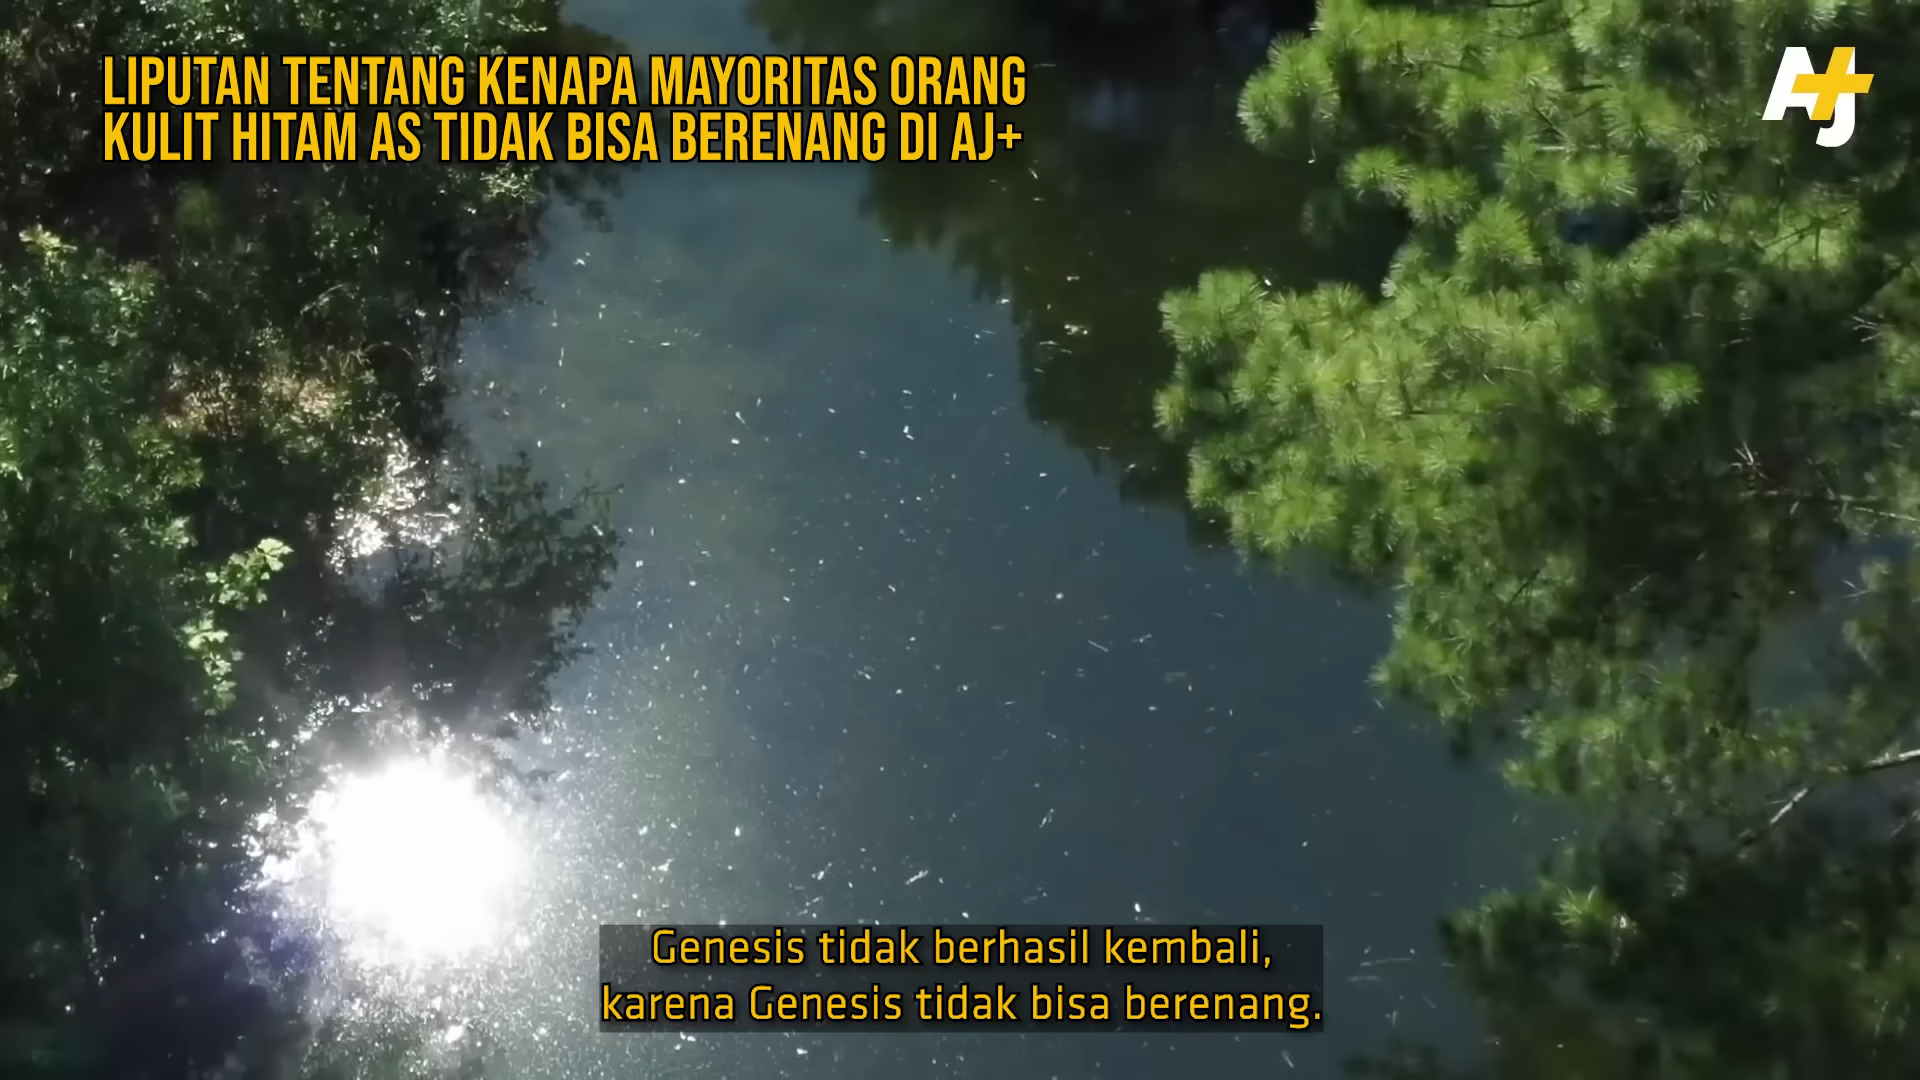 LIPUTAN TENTANG KENAPA MAYORITAS ORANG
KULIT HITAM AS TIDAK BISA BERENANG DI AJ+
AJ+
Genesis tidak berhasil kembali,
karena Genesis tidak bisa berenang.